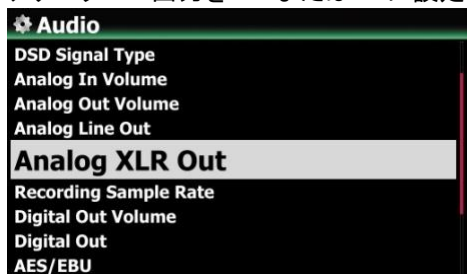 Audio
DSD Signal Type
Analog In Volume
Analog Out Volume
Analog Line Out
Analog XLR Out
Recording Sample Rate
Digital Out Volume
Digital Out
AES/EBU